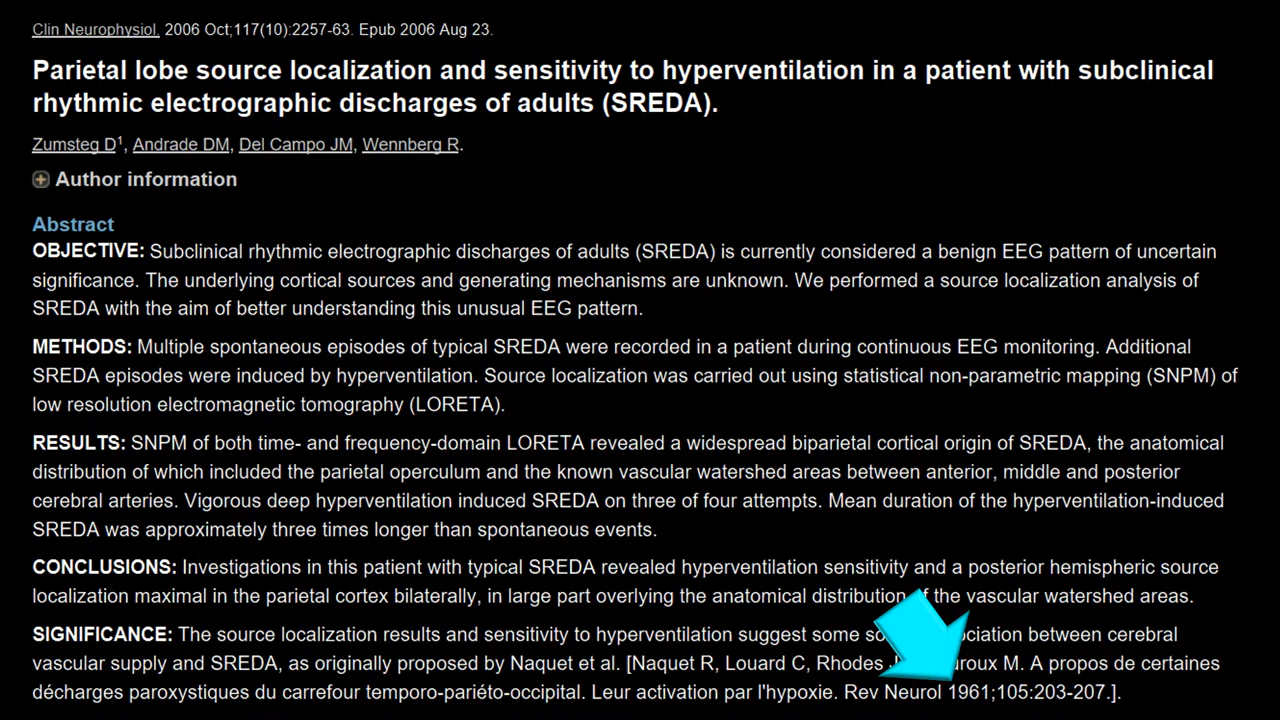 Clin Neurophysiol. 2006 Oct;117(10):2257-63. Epub 2006 Aug 23.
Parietal lobe source localization and sensitivity to hyperventilation in a patient with subclinical
rhythmic electrographic discharges of adults (SREDA).
Zumsteg D1, Andrade DM, Del Campo JM, Wennberg R.
Author information
Abstract
OBJECTIVE: Subclinical rhythmic electrographic discharges of adults (SREDA) is currently considered a benign EEG pattern of uncertain
significance. The underlying cortical sources and generating mechanisms are unknown. We performed a source localization analysis of
SREDA with the aim of better understanding this unusual EEG pattern.
METHODS: Multiple spontaneous episodes of typical SREDA were recorded in a patient during continuous EEG monitoring. Additional
SREDA episodes were induced by hyperventilation. Source localization was carried out using statistical non-parametric mapping (SNPM) of
low resolution electromagnetic tomography (LORETA).
RESULTS: SNPM of both time- and frequency-domain LORETA revealed a widespread biparietal cortical origin of SREDA, the anatomical
distribution of which included the parietal operculum and the known vascular watershed areas between anterior, middle and posterior
cerebral arteries. Vigorous deep hyperventilation induced SREDA on three of four attempts. Mean duration of the hyperventilation-induced
SREDA was approximately three times longer than spontaneous events.
CONCLUSIONS: Investigations in this patient with typical SREDA revealed hyperventilation sensitivity and a posterior hemispheric source
localization maximal in the parietal cortex bilaterally, in large part overlying the anatomical distribution of the vascular watershed areas.
SIGNIFICANCE: The source localization results and sensitivity to hyperventilation suggest some between cerebral
vascular supply and SREDA, as originally proposed by Naquet et al. [Naquet R, Louard C, Rhodes M. A propos de certaines
décharges paroxystiques du carrefour temporo-pariéto-occipital. Leur activation par l'hypoxie. Rev Neurol 1961;105:203-207.].